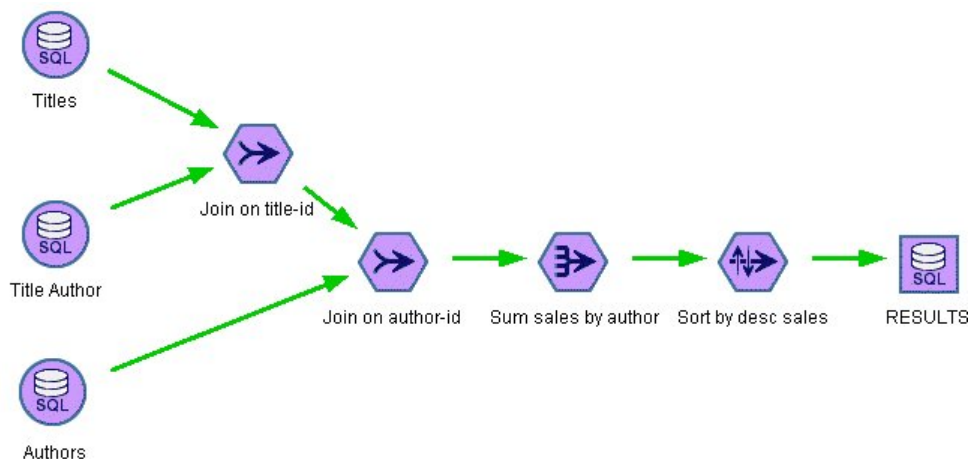 SQL
Titles
Join on title-id
SQL
Title Author
Join on author-id
Sum sales by author
Sort by desc sales
SQL
RESULTS
SQL
Authors